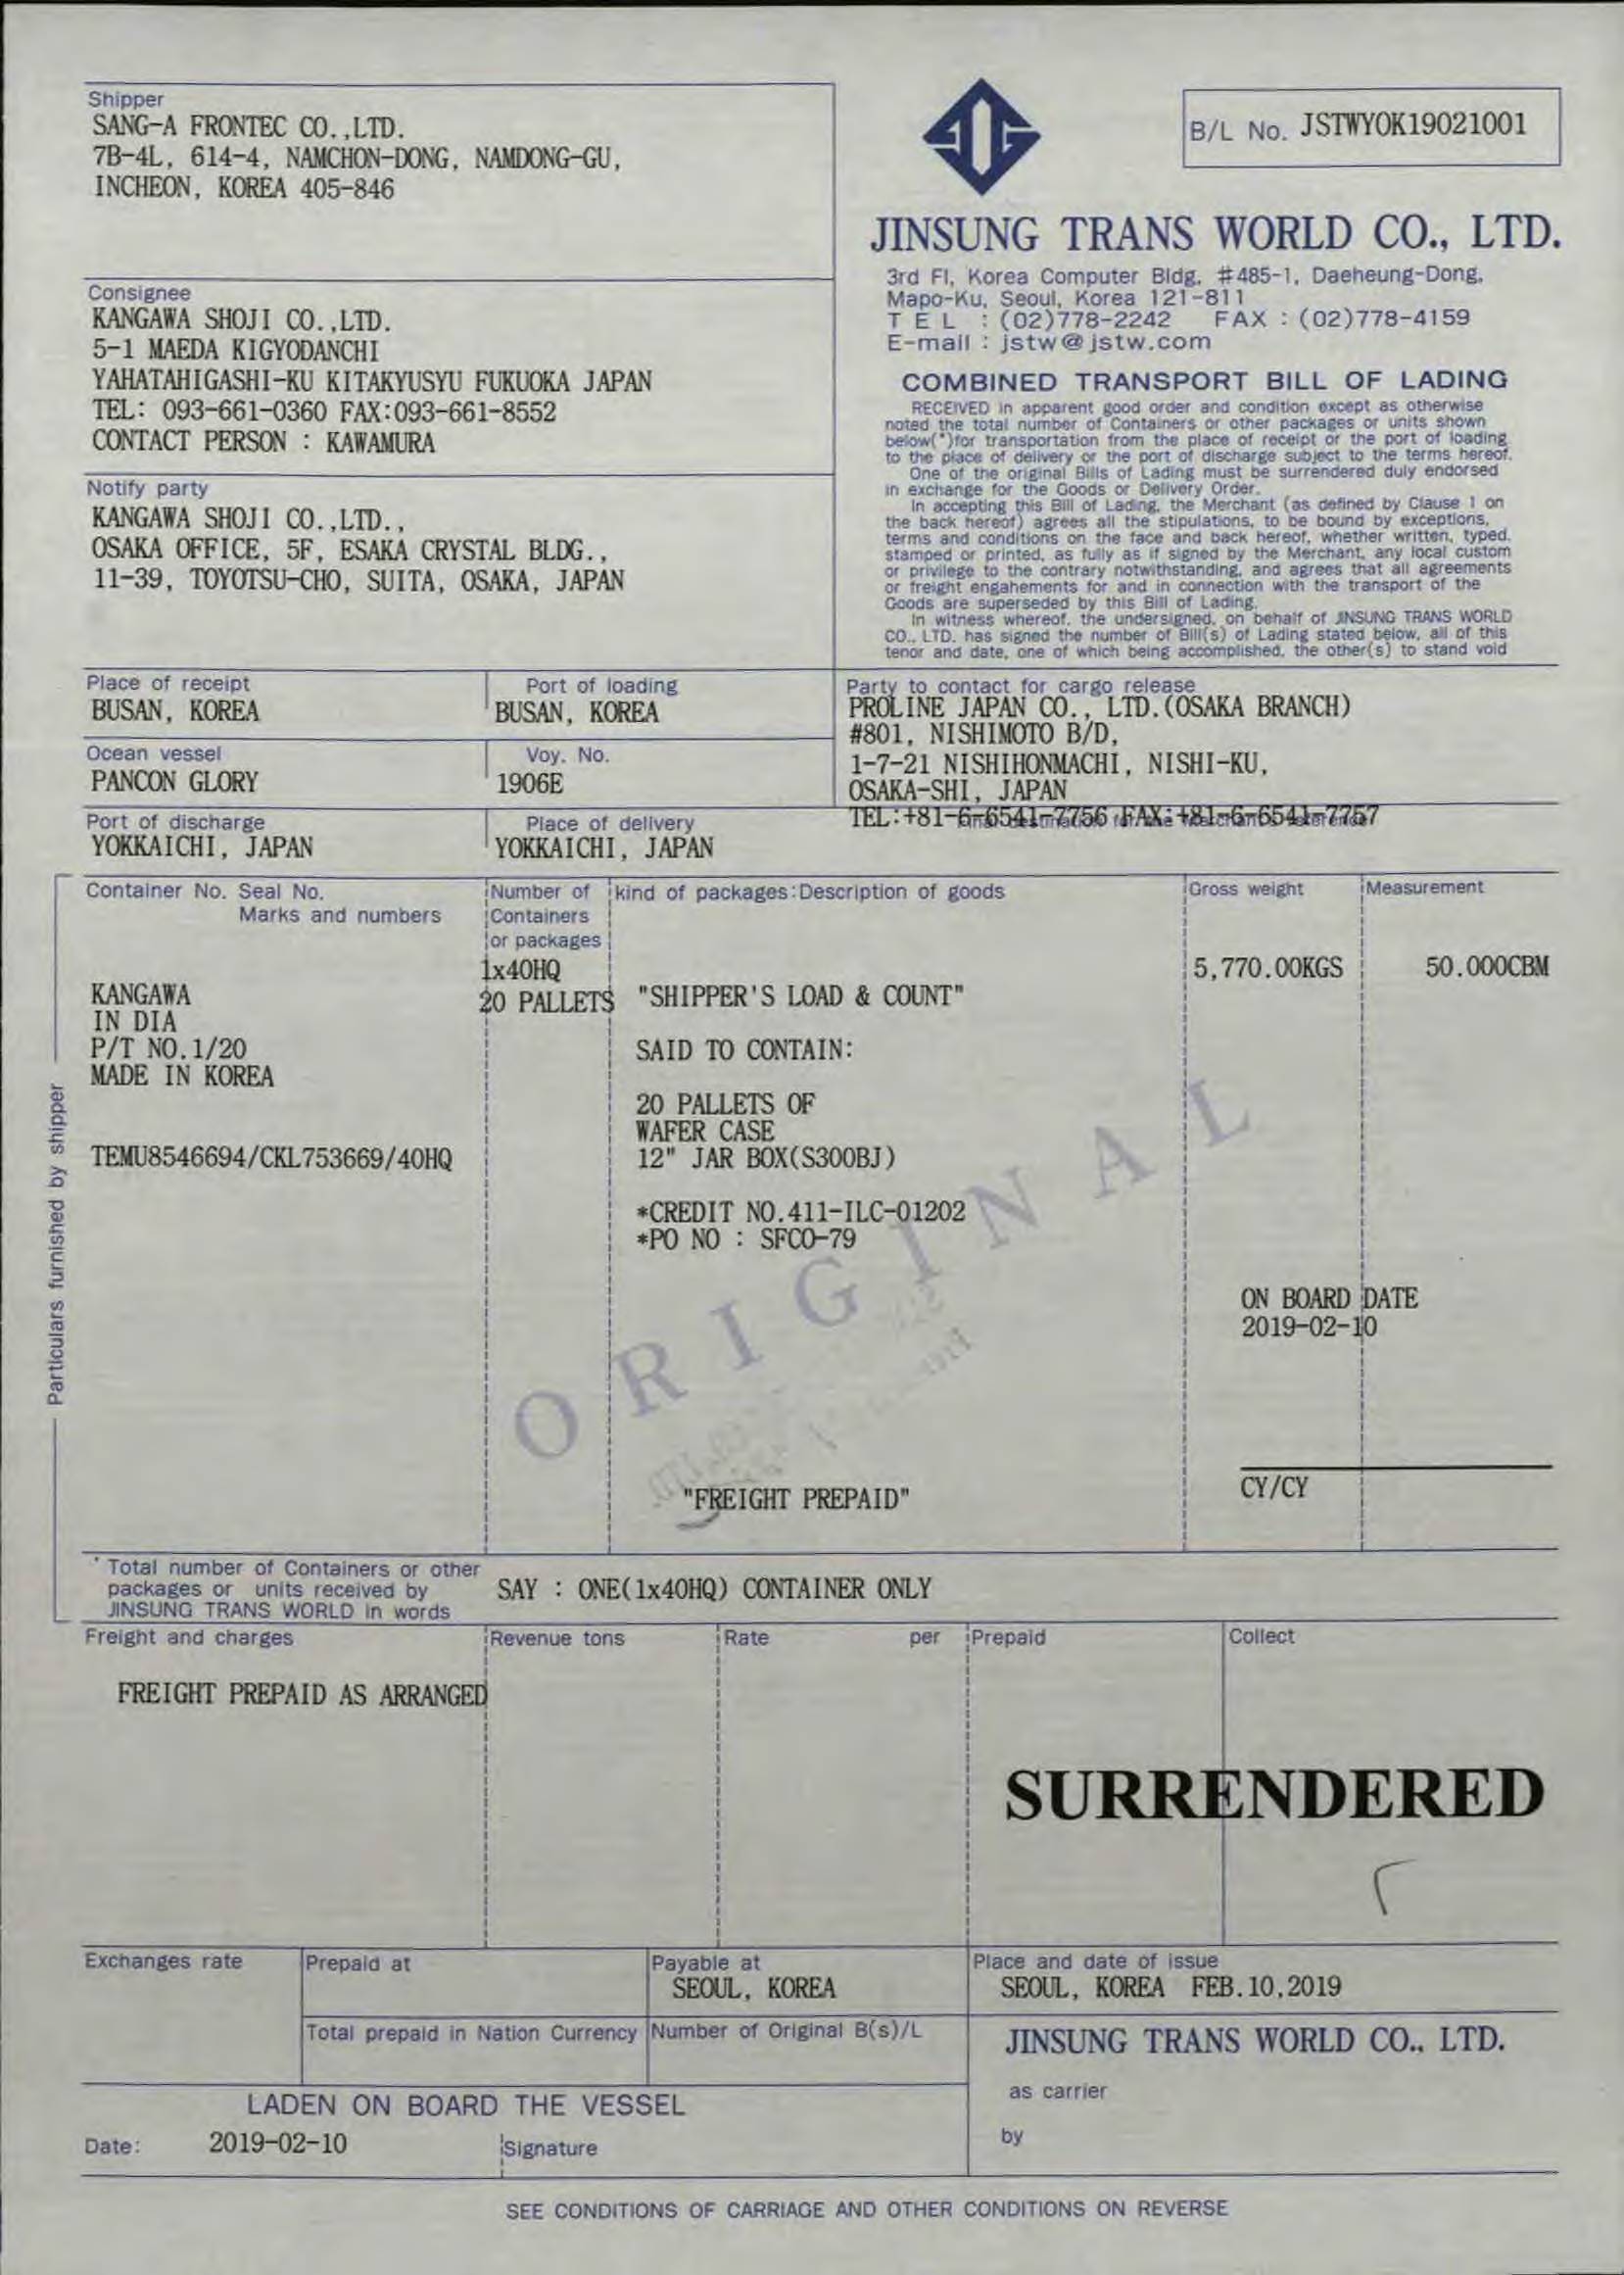 Shipper
SANG-A FRONTEC CO.,LTD.
7B-4L, 614-4, NAMCHON-DONG, NAMDONG-GU,
INCHEON, KOREA 405-846
B/L No. JSTWYOK19021001
JINSUNG TRANS WORLD CO., LTD.
3rd Fl, Korea Computer Bldg, #485-1, Daeheung-Dong,
Mapo-Ku, Seoul, Korea 121-811
T E L : (02)778-2242 FAX : (02)778-4159
E-mail : jstw@jstw.com
Consignee
KANGAWA SHOJI CO.,LTD.
5-1 MAEDA KIGYODANCHI
YAHATAHIGASHI-KU KITAKYUSYU FUKUOKA JAPAN
TEL: 093-661-0360 FAX:093-661-8552
CONTACT PERSON : KAWAMURA
COMBINED TRANSPORT BILL OF LADING
RECEIVED in apparent good order and condition except as otherwise
noted the total number of Containers or other packages or units shown
below(*)for transportation from the place of receipt or the port of loading
to the place of delivery or the port of discharge subject to the terms hereof.
One of the original Bills of Lading must be surrendered duly endorsed
in exchange for the Goods or Delivery Order.
In accepting this Bill of Lading, the Merchant (as defined by Clause 1 on
the back hereof) agrees all the stipulations, to be bound by exceptions,
terms and conditions on the face and back hereof, whether written, typed,
stamped or printed, as fully as if signed by the Merchant, any local custom
or privilege to the contrary notwithstanding, and agrees that all agreements
or freight engahements for and in connection with the transport of the
Goods are superseded by this Bill of Lading.
In witness whereof, the undersigned, on behalf of JINSUNG TRANS WORLD
CO., LTD. has signed the number of Bill(s) of Lading stated below, all of this
tenor and date, one of which being accomplished, the other(s) to stand void
Notify party
KANGAWA SHOJI CO.,LTD.,
OSAKA OFFICE, 5F, ESAKA CRYSTAL BLDG.,
11-39, TOYOTSU-CHO, SUITA, OSAKA, JAPAN
Place of receipt
BUSAN, KOREA
Port of loading
BUSAN, KOREA
Party to contact for cargo release
PROLINE JAPAN CO., LTD.(OSAKA BRANCH)
#801, NISHIMOTO B/D,
1-7-21 NISHIHONMACHI, NISHI-KU,
OSAKA-SHI, JAPAN
TEL:+81-6-6541-7756 FAX:+81-6-6541-7757
Ocean vessel
PANCON GLORY
Voy. No.
1906E
Port of discharge
YOKKAICHI, JAPAN
Place of delivery
YOKKAICHI, JAPAN
Final destination for the Merchant's reference
Container No. Seal No.
Marks and numbers
Number of
Containers
or packages
kind of packages:Description of goods
Gross weight
Measurement
1x40HQ
20 PALLETS
5,770.00KGS
50.000CBM
KANGAWA
IN DIA
P/T NO.1/20
MADE IN KOREA
TEMU8546694/CKL753669/40HQ
"SHIPPER'S LOAD & COUNT"
SAID TO CONTAIN:
20 PALLETS OF
WAFER CASE
12" JAR BOX(S300BJ)
*CREDIT NO.411-ILC-01202
*PO NO : SFCO-79
ORIGINAL
ON BOARD DATE
2019-02-10
"FREIGHT PREPAID"
CY/CY
Particulars furnished by shipper
* Total number of Containers or other
packages or units received by
JINSUNG TRANS WORLD in words
SAY : ONE(1x40HQ) CONTAINER ONLY
Freight and charges
Revenue tons
Rate
per
Prepaid
Collect
FREIGHT PREPAID AS ARRANGED
SURRENDERED
Exchanges rate
Prepaid at
Payable at
SEOUL, KOREA
Place and date of issue
SEOUL, KOREA FEB.10,2019
Total prepaid in Nation Currency
Number of Original B(s)/L
JINSUNG TRANS WORLD CO., LTD.
as carrier
by
LADEN ON BOARD THE VESSEL
Date: 2019-02-10
Signature
SEE CONDITIONS OF CARRIAGE AND OTHER CONDITIONS ON REVERSE